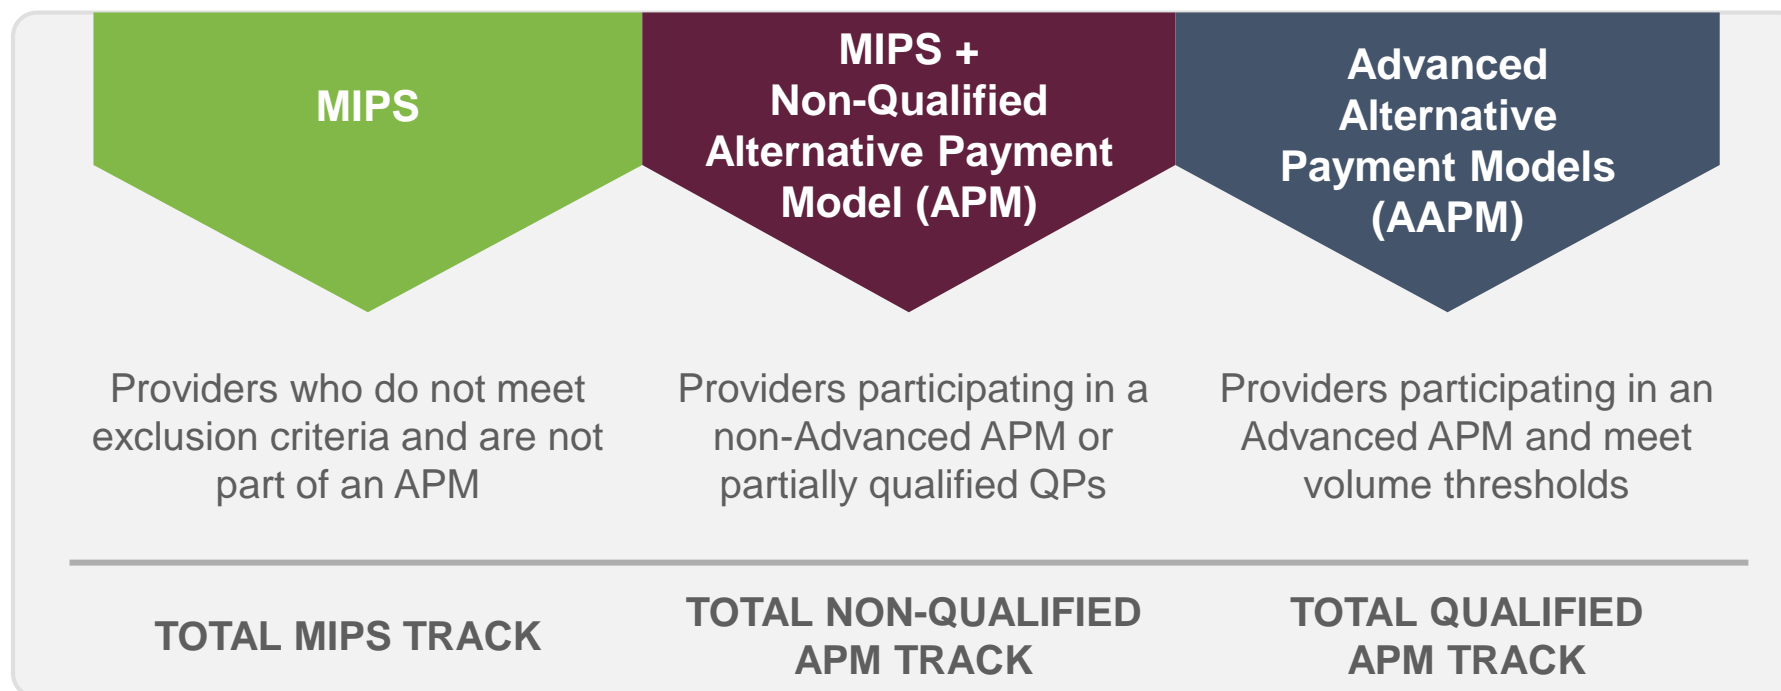 MIPS
MIPS +
Non-Qualified
Alternative Payment
Model (APM)
Advanced
Alternative
Payment Models
(AAPM)
Providers who do not meet
exclusion criteria and are not
part of an APM
Providers participating in a
non-Advanced APM or
partially qualified QPs
Providers participating in an
Advanced APM and meet
volume thresholds
TOTAL MIPS TRACK
TOTAL NON-QUALIFIED
APM TRACK
TOTAL QUALIFIED
APM TRACK